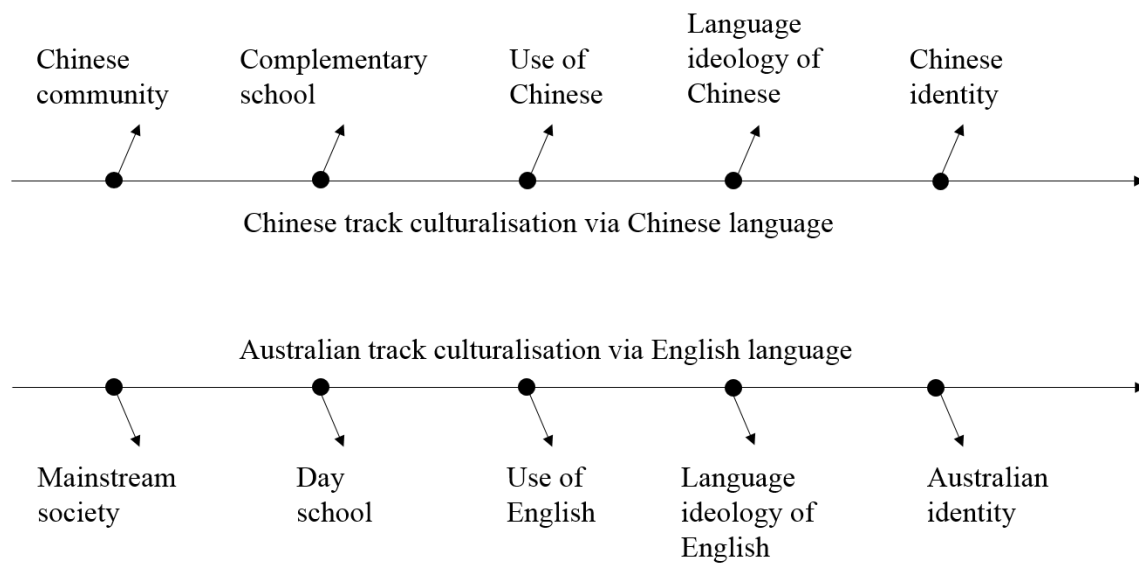 Chinese
community
Complementary
school
Use of
Chinese
Language
ideology of
Chinese
Chinese
identity
Chinese track culturalisation via Chinese language
Australian track culturalisation via English language
Mainstream
society
Day
school
Use of
English
Language
ideology of
English
Australian
identity